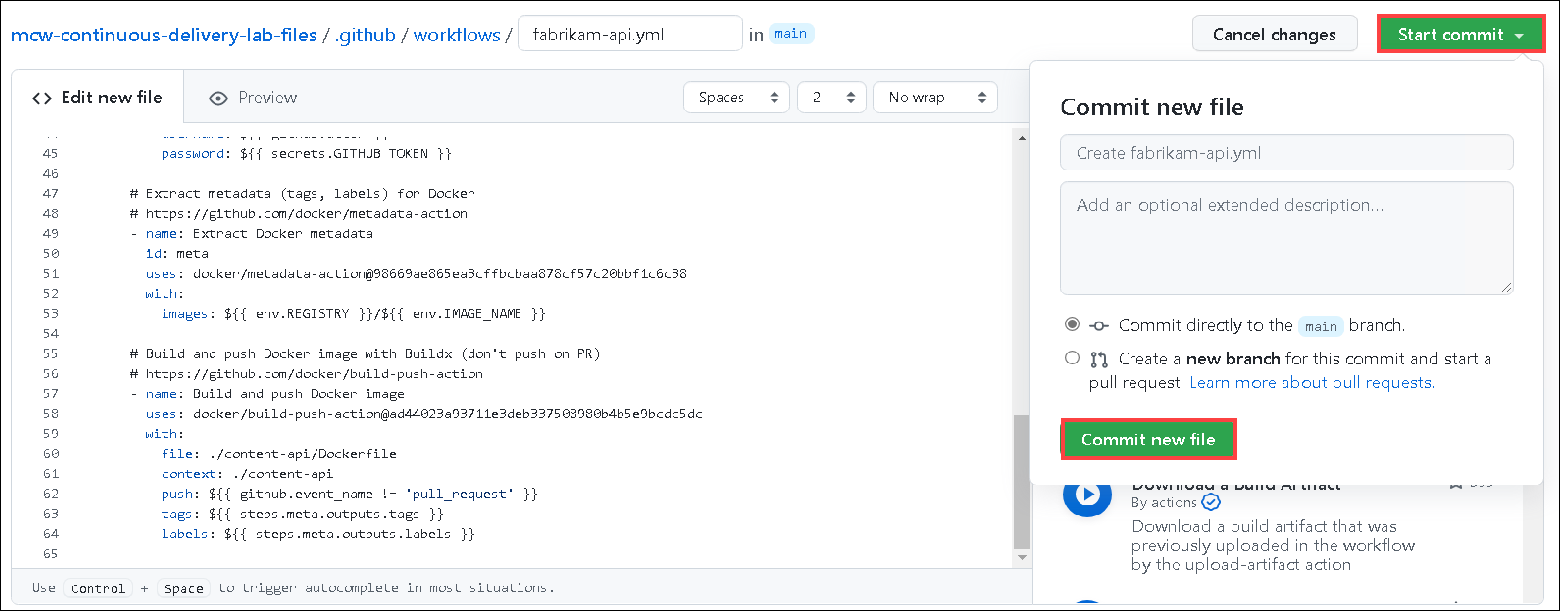 mcw-continuous-delivery-lab-files / .github / workflows / fabrikam-api.yml in main
Cancel changes
Start commit
Edit new file
Preview
Spaces
2
No wrap
45 password: ${{ secrets.GITHUB_TOKEN }}
46
47 # Extract metadata (tags, labels) for Docker
48 # https://github.com/docker/metadata-action
49 - name: Extract Docker metadata
50 id: meta
51 uses: docker/metadata-action@98669ae865ea3cffbcbaa878cf57c20bbf1c6c38
52 with:
53 images: ${{ env.REGISTRY }}/${{ env.IMAGE_NAME }}
54
55 # Build and push Docker image with Buildx (don't push on PR)
56 # https://github.com/docker/build-push-action
57 - name: Build and push Docker image
58 uses: docker/build-push-action@ad44023a93711e3deb337508980b4b5e9bcdc5dc
59 with:
60 file: ./content-api/Dockerfile
61 context: ./content-api
62 push: ${{ github.event_name != 'pull_request' }}
63 tags: ${{ steps.meta.outputs.tags }}
64 labels: ${{ steps.meta.outputs.labels }}
65
Use Control + Space to trigger autocomplete in most situations.
Commit new file
Create fabrikam-api.yml
Add an optional extended description...
Commit directly to the main branch.
Create a new branch for this commit and start a
pull request. Learn more about pull requests.
Commit new file
Download a Build Artifact
By actions
Download a build artifact that was
previously uploaded in the workflow
by the upload-artifact action